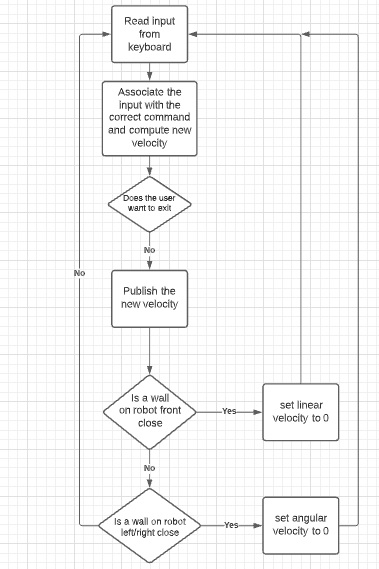 Read input
from
keyboard
Associate the
input with the
correct command
and compute new
velocity
Does the user
want to exit
No
No
Publish the
new velocity
Is a wall
on robot front
close
Yes
set linear
velocity to 0
No
Is a wall on robot
left/right close
Yes
set angular
velocity to 0